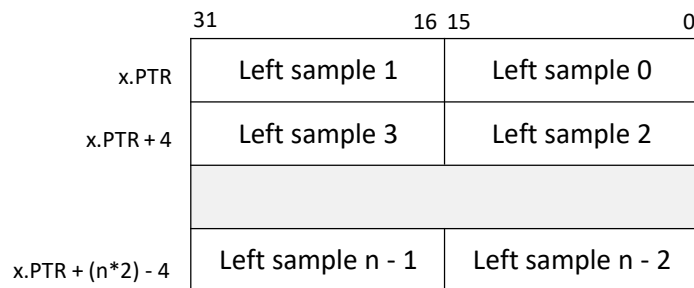 31 16 15 0
x.PTR Left sample 1 Left sample 0
x.PTR + 4 Left sample 3 Left sample 2
x.PTR + (n*2) - 4 Left sample n - 1 Left sample n - 2